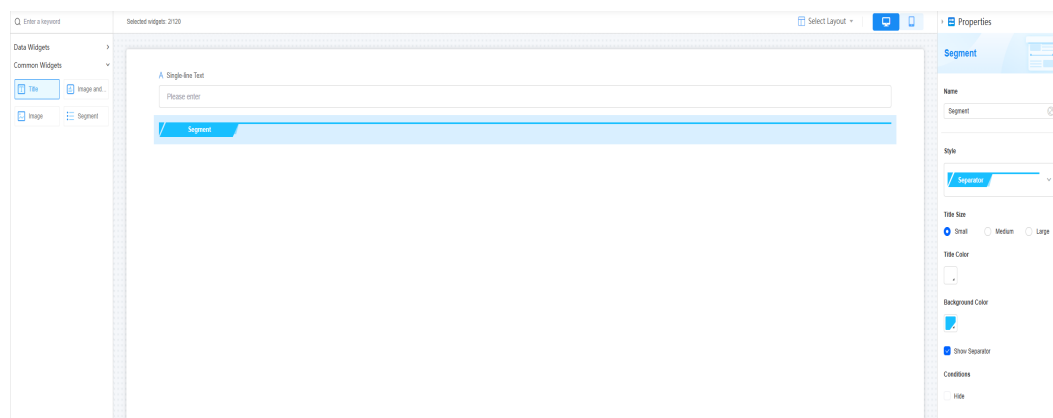 Enter a keyword
Selected widgets: 2/120
Select Layout
Properties
Data Widgets
Common Widgets
Title
Image and...
Image
Segment
A Single-line Text
Please enter
Segment
Segment
Name
Segment
Style
Separator
Title Size
Small
Medium
Large
Title Color
Background Color
Show Separator
Conditions
Hide